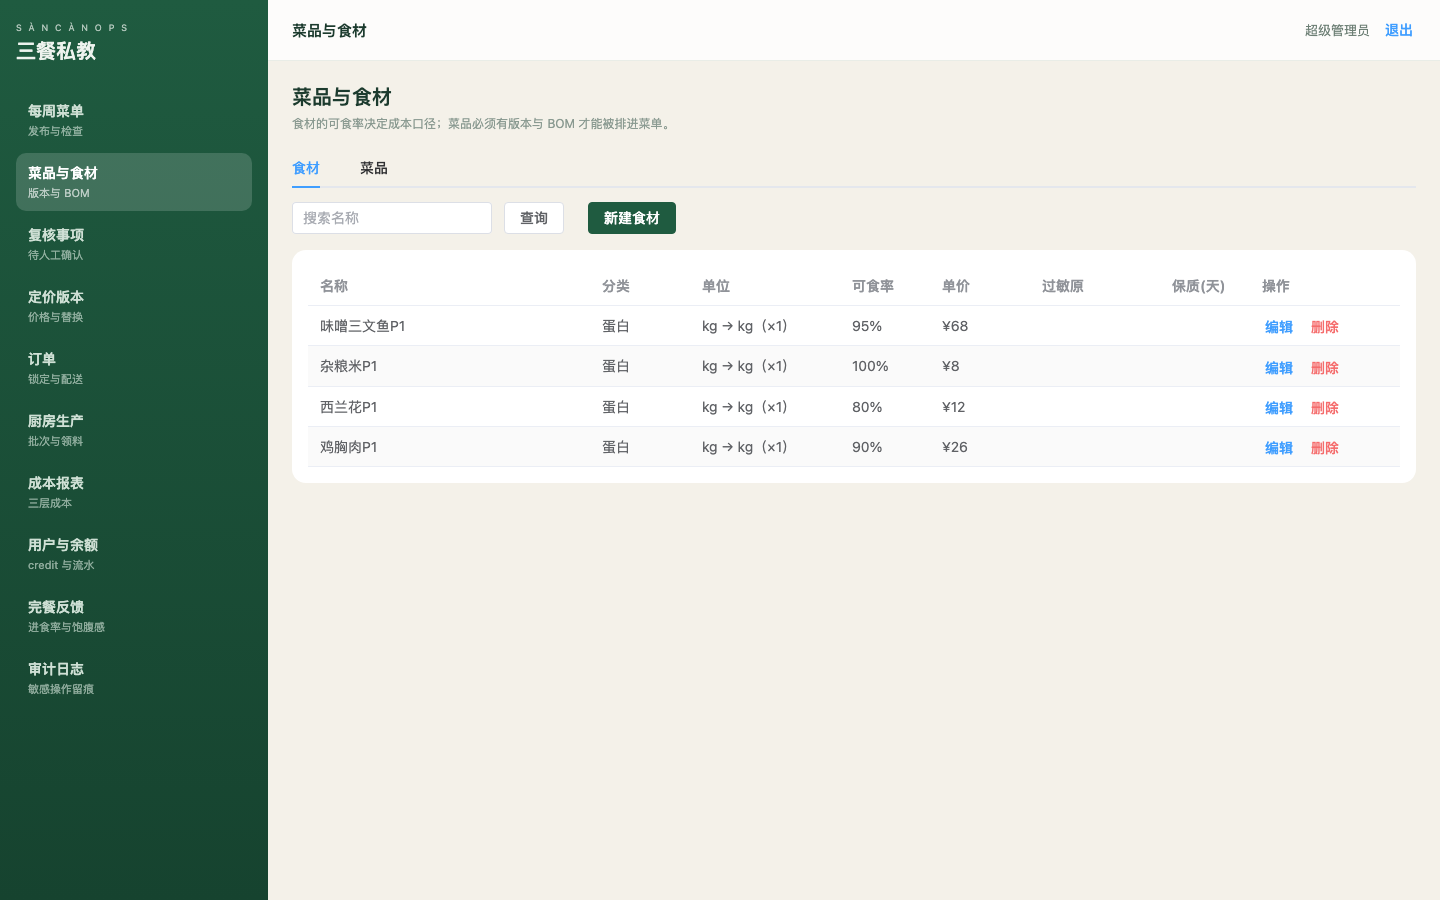 SÀNCÀNOPS
三餐私教
每周菜单
发布与检查
菜品与食材
版本与 BOM
复核事项
待人工确认
定价版本
价格与替换
订单
锁定与配送
厨房生产
批次与领料
成本报表
三层成本
用户与余额
credit 与流水
完餐反馈
进食率与饱腹感
审计日志
敏感操作留痕
菜品与食材 超级管理员 退出
菜品与食材
食材的可食率决定成本口径；菜品必须有版本与 BOM 才能被排进菜单。
食材 菜品
搜索名称 查询 新建食材
名称 分类 单位 可食率 单价 过敏原 保质(天) 操作
味噌三文鱼P1 蛋白 kg → kg（×1） 95% ¥68 编辑 删除
杂粮米P1 蛋白 kg → kg（×1） 100% ¥8 编辑 删除
西兰花P1 蛋白 kg → kg（×1） 80% ¥12 编辑 删除
鸡胸肉P1 蛋白 kg → kg（×1） 90% ¥26 编辑 删除